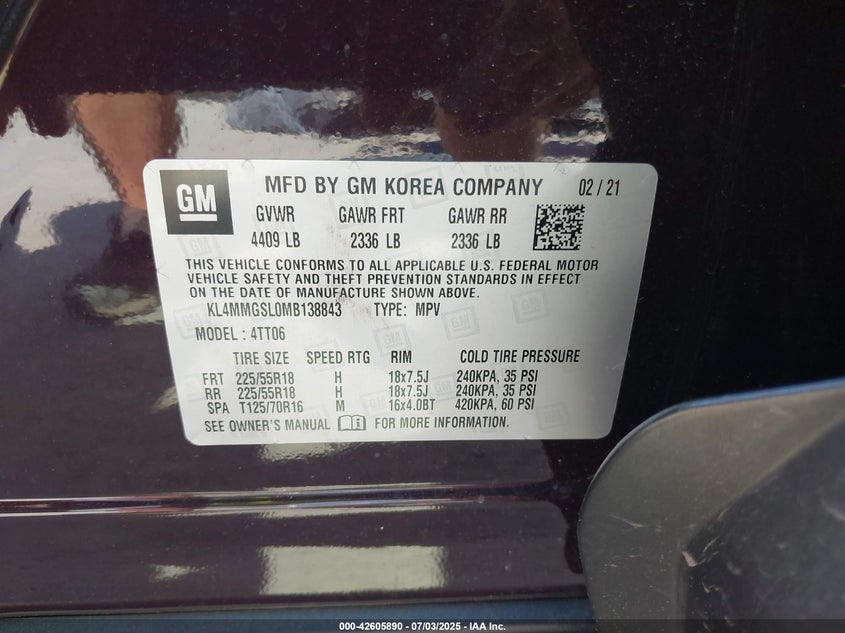 GM MFD BY GM KOREA COMPANY 02 / 21
GVWR GAWR FRT GAWR RR
4409 LB 2336 LB 2336 LB
THIS VEHICLE CONFORMS TO ALL APPLICABLE U.S. FEDERAL MOTOR
VEHICLE SAFETY AND THEFT PREVENTION STANDARDS IN EFFECT
ON THE DATE OF MANUFACTURE SHOWN ABOVE.
KL4MMGSL0MB138843 TYPE: MPV
MODEL : 4TT06
TIRE SIZE SPEED RTG RIM COLD TIRE PRESSURE
FRT 225/55R18 H 18x7.5J 240KPA, 35 PSI
RR 225/55R18 H 18x7.5J 240KPA, 35 PSI
SPA T125/70R16 M 16x4.0BT 420KPA, 60 PSI
SEE OWNER'S MANUAL FOR MORE INFORMATION.
000-42605890 - 07/03/2025 - IAA Inc.